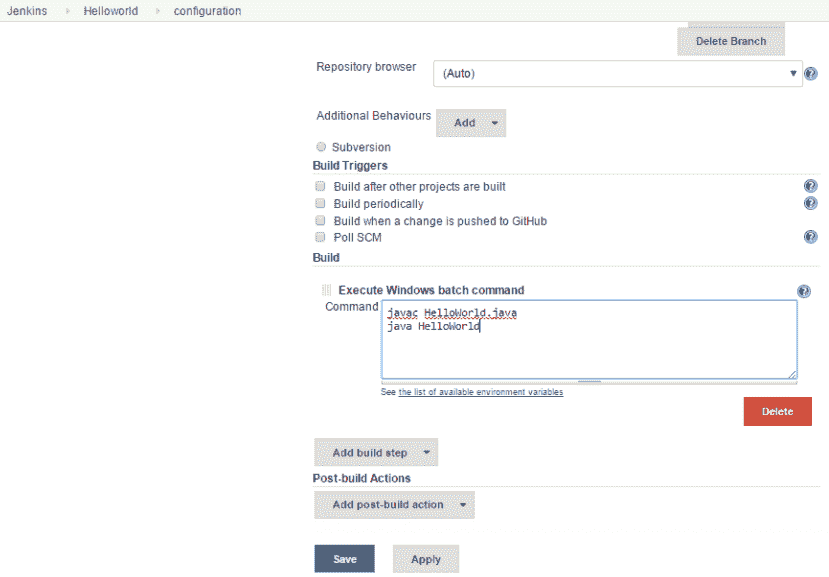 Jenkins Helloworld configuration
Delete Branch
Repository browser (Auto)
Additional Behaviours Add
Subversion
Build Triggers
Build after other projects are built
Build periodically
Build when a change is pushed to GitHub
Poll SCM
Build
Execute Windows batch command
Command javac HelloWorld.java
java HelloWorld
See the list of available environment variables
Delete
Add build step
Post-build Actions
Add post-build action
Save Apply